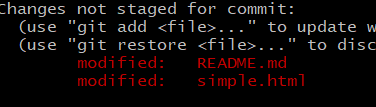 Changes not staged for commit:
(use "git add <file>..." to update w
(use "git restore <file>..." to disc
modified: README.md
modified: simple.html